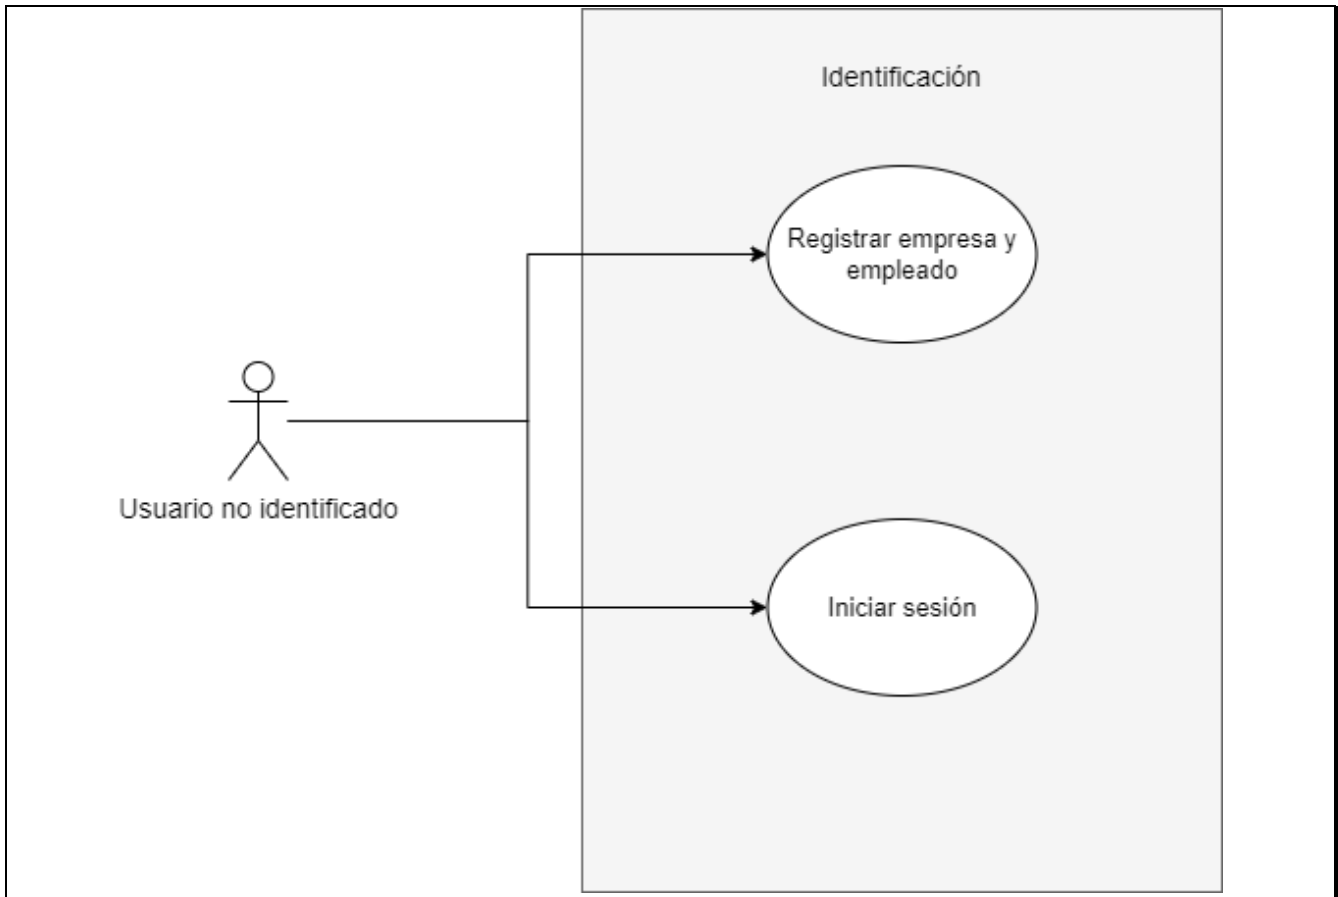 Identificación
Registrar empresa y
empleado
Usuario no identificado
Iniciar sesión